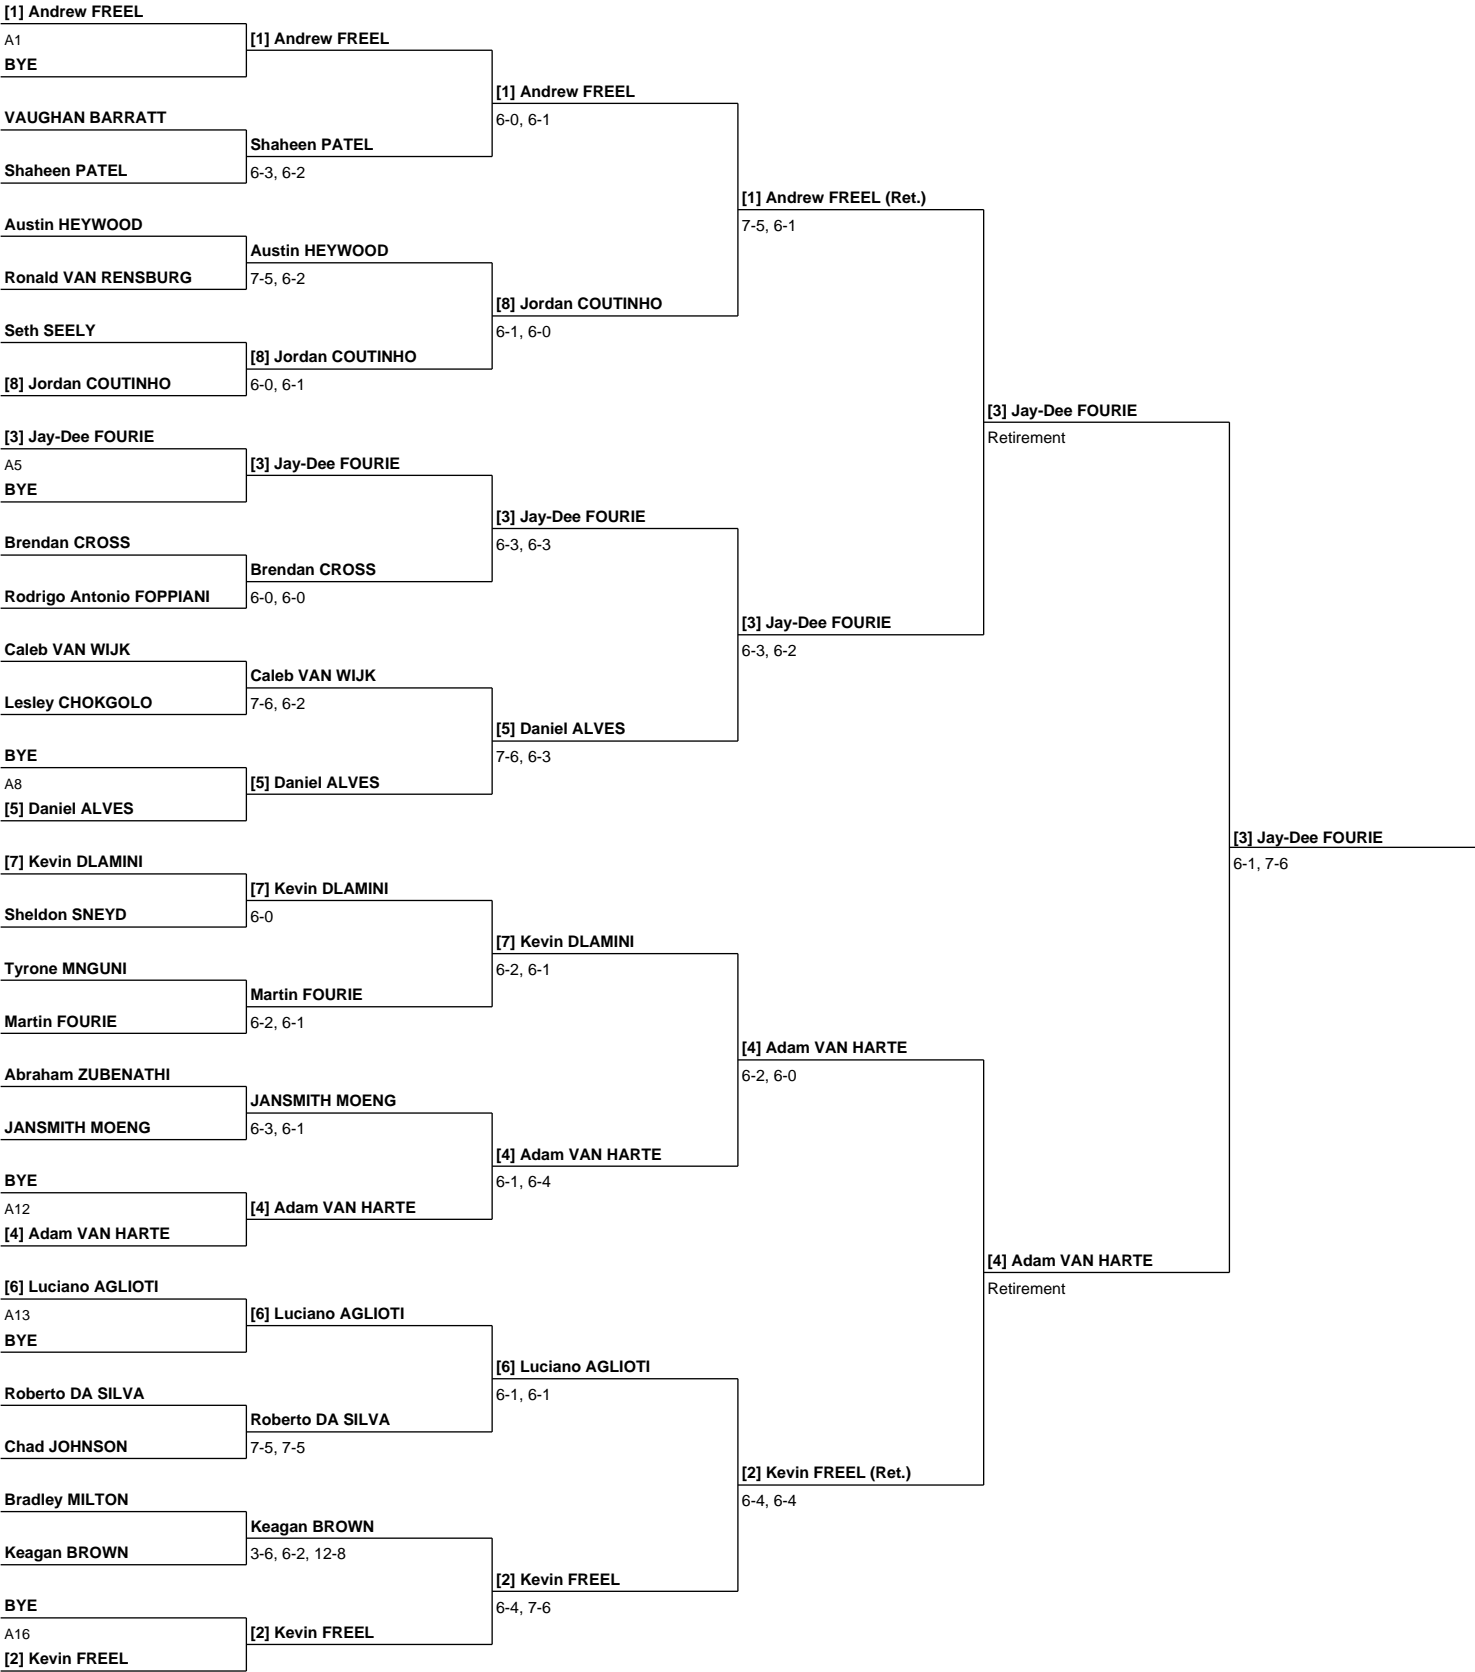 [1] Andrew FREEL
A1
BYE
VAUGHAN BARRATT
Shaheen PATEL
Austin HEYWOOD
Ronald VAN RENSBURG
Seth SEELY
[8] Jordan COUTINHO
[3] Jay-Dee FOURIE
A5
BYE
Brendan CROSS
Rodrigo Antonio FOPPIANI
Caleb VAN WIJK
Lesley CHOKGOLO
BYE
A8
[5] Daniel ALVES
[7] Kevin DLAMINI
Sheldon SNEYD
Tyrone MNGUNI
Martin FOURIE
Abraham ZUBENATHI
JANSMITH MOENG
BYE
A12
[4] Adam VAN HARTE
[6] Luciano AGLIOTI
A13
BYE
Roberto DA SILVA
Chad JOHNSON
Bradley MILTON
Keagan BROWN
BYE
A16
[2] Kevin FREEL
[1] Andrew FREEL
Shaheen PATEL
6-3, 6-2
Austin HEYWOOD
7-5, 6-2
[8] Jordan COUTINHO
6-0, 6-1
[3] Jay-Dee FOURIE
Brendan CROSS
6-0, 6-0
Caleb VAN WIJK
7-6, 6-2
[5] Daniel ALVES
[7] Kevin DLAMINI
6-0
Martin FOURIE
6-2, 6-1
JANSMITH MOENG
6-3, 6-1
[4] Adam VAN HARTE
[6] Luciano AGLIOTI
Roberto DA SILVA
7-5, 7-5
Keagan BROWN
3-6, 6-2, 12-8
[2] Kevin FREEL
[1] Andrew FREEL
6-0, 6-1
[8] Jordan COUTINHO
6-1, 6-0
[3] Jay-Dee FOURIE
6-3, 6-3
[5] Daniel ALVES
7-6, 6-3
[7] Kevin DLAMINI
6-2, 6-1
[4] Adam VAN HARTE
6-1, 6-4
[6] Luciano AGLIOTI
6-1, 6-1
[2] Kevin FREEL
6-4, 7-6
[1] Andrew FREEL (Ret.)
7-5, 6-1
[3] Jay-Dee FOURIE
6-3, 6-2
[4] Adam VAN HARTE
6-2, 6-0
[2] Kevin FREEL (Ret.)
6-4, 6-4
[3] Jay-Dee FOURIE
Retirement
[4] Adam VAN HARTE
Retirement
[3] Jay-Dee FOURIE
6-1, 7-6